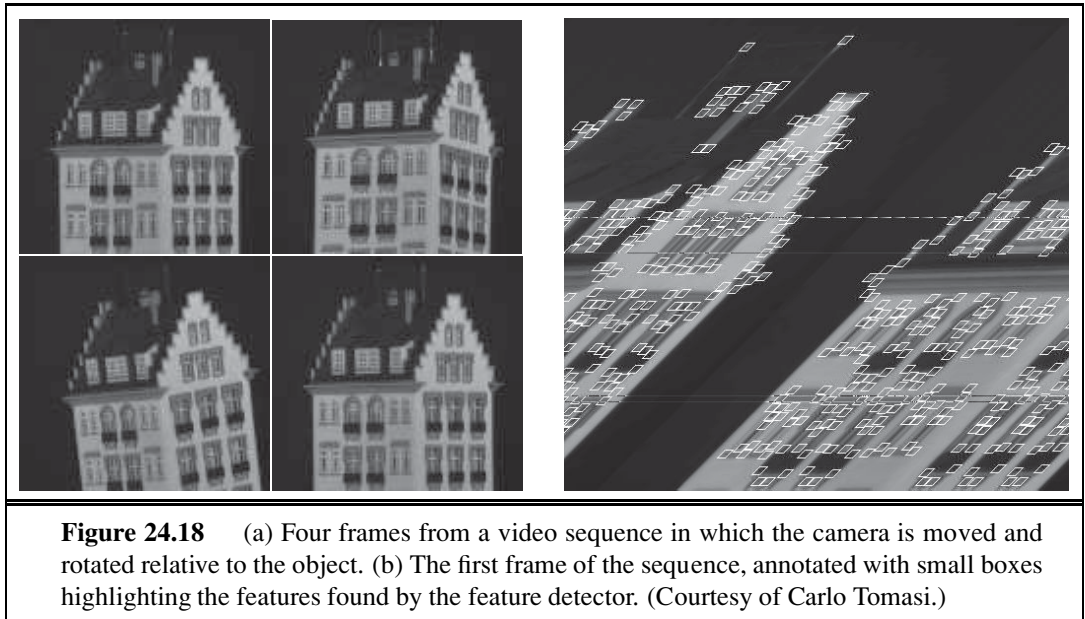 Figure 24.18 (a) Four frames from a video sequence in which the camera is moved and
rotated relative to the object. (b) The first frame of the sequence, annotated with small boxes
highlighting the features found by the feature detector. (Courtesy of Carlo Tomasi.)